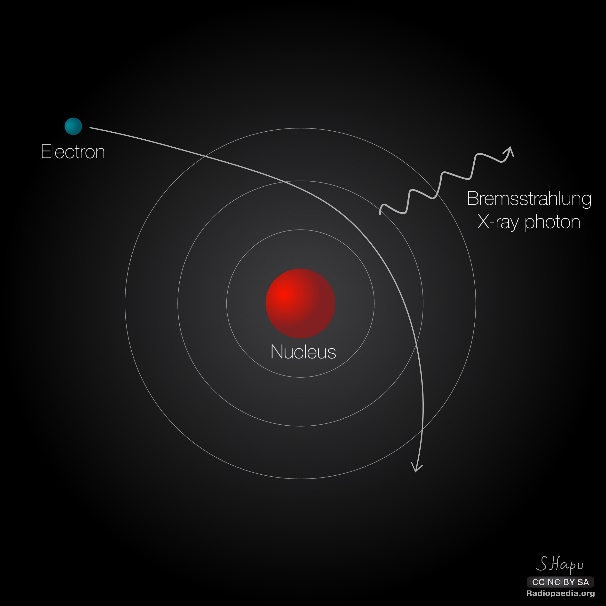 Electron
Bremsstrahlung
X-ray photon
Nucleus
S.Hapu
CC NC BY SA
Radiopaedia.org